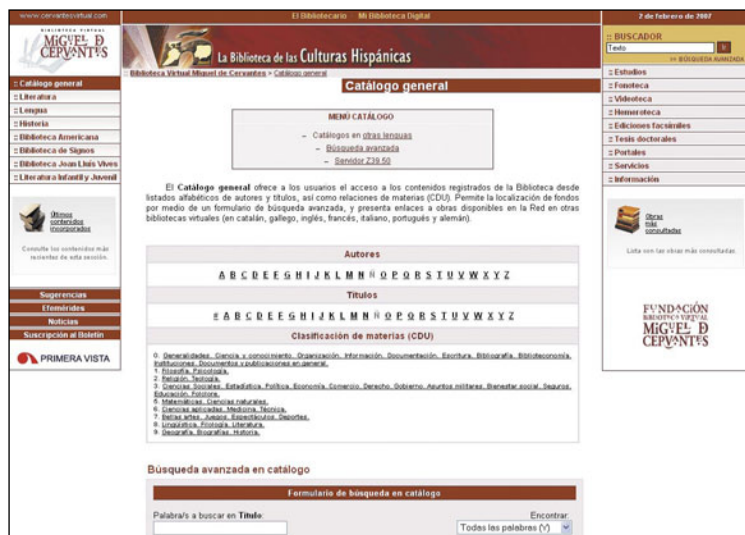 www.cervantesvirtual.com
El Bibliotecario Mi Biblioteca Digital
2 de febrero de 2007
BIBLIOTECA VIRTUAL
MIGUEL D
CERVANTES
La Biblioteca de las Culturas Hispánicas
:: BUSCADOR
Texto
Ir
>> BÚSQUEDA AVANZADA
:: Catálogo general
:: Literatura
:: Lengua
:: Historia
:: Biblioteca Americana
:: Biblioteca de Signos
:: Biblioteca Joan Lluís Vives
:: Literatura Infantil y Juvenil
Últimos
contenidos
incorporados
Consulte los contenidos más
recientes de esta sección.
Sugerencias
Efemérides
Noticias
Suscripción al Boletín
PRIMERA VISTA
:: Biblioteca Virtual Miguel de Cervantes > Catálogo general
Catálogo general
MENÚ CATÁLOGO
– Catálogos en otras lenguas
– Búsqueda avanzada
– Servidor Z39.50
El Catálogo general ofrece a los usuarios el acceso a los contenidos registrados de la Biblioteca desde
listados alfabéticos de autores y títulos, así como relaciones de materias (CDU). Permite la localización de fondos
por medio de un formulario de búsqueda avanzada, y presenta enlaces a obras disponibles en la Red en otras
bibliotecas virtuales (en catalán, gallego, inglés, francés, italiano, portugués y alemán).
Autores
A B C D E F G H I J K L M N Ñ O P Q R S T U V W X Y Z
Títulos
# A B C D E F G H I J K L M N Ñ O P Q R S T U V W X Y Z
Clasificación de materias (CDU)
0. Generalidades. Ciencia y conocimiento. Organización. Información. Documentación. Escritura. Bibliografía. Biblioteconomía.
Instituciones. Documentos y publicaciones en general.
1. Filosofía. Psicología.
2. Religión. Teología.
3. Ciencias Sociales. Estadística. Política. Economía. Comercio. Derecho. Gobierno. Asuntos militares. Bienestar social. Seguros.
Educación. Folclore.
5. Matemáticas. Ciencias naturales.
6. Ciencias aplicadas. Medicina. Técnica.
7. Bellas artes. Juegos. Espectáculos. Deportes.
8. Lingüística. Filología. Literatura.
9. Geografía. Biografías. Historia.
Búsqueda avanzada en catálogo
Formulario de búsqueda en catálogo
Palabra/s a buscar en Título:
Encontrar:
Todas las palabras (Y)
:: Estudios
:: Fonoteca
:: Videoteca
:: Hemeroteca
:: Ediciones facsímiles
:: Tesis doctorales
:: Portales
:: Servicios
:: Información
Obras
más
consultadas
Lista con las obras más consultadas.
FUNDACIÓN
BIBLIOTECA VIRTUAL
MIGUEL D
CERVANTES